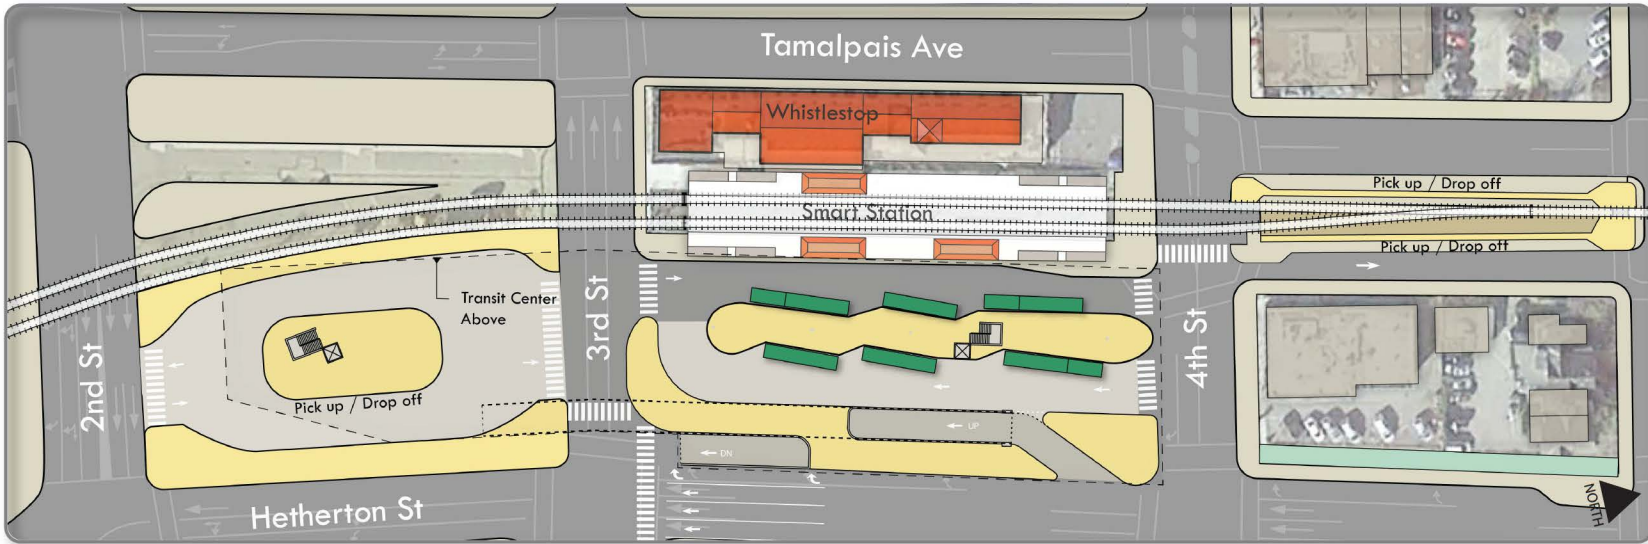 Tamalpais Ave
Whistlestop
Pick up / Drop off
Smart Station
Pick up / Drop off
Transit Center
Above
2nd St
3rd St
4th St
Pick up / Drop off
UP
DN
Hetherton St
NORTH